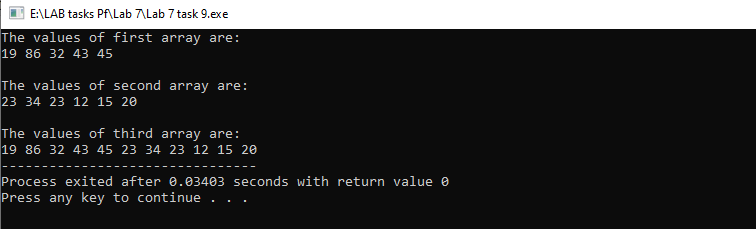 E:\LAB tasks Pf\Lab 7\Lab 7 task 9.exe
The values of first array are:
19 86 32 43 45
The values of second array are:
23 34 23 12 15 20
The values of third array are:
19 86 32 43 45 23 34 23 12 15 20
--------------------------------
Process exited after 0.03403 seconds with return value 0
Press any key to continue . . .